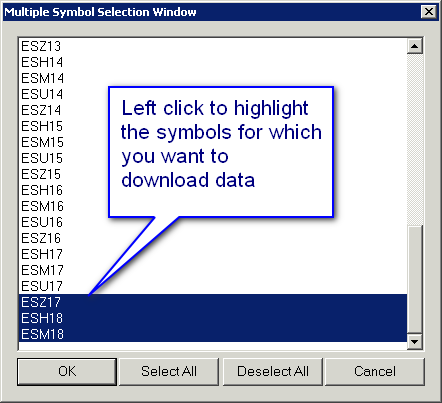 Multiple Symbol Selection Window
ESZ13
ESH14
ESM14
ESU14
ESZ14
ESH15
ESM15
ESU15
ESZ15
ESH16
ESM16
ESU16
ESZ16
ESH17
ESM17
ESU17
ESZ17
ESH18
ESM18
Left click to highlight
the symbols for which
you want to
download data
OK
Select All
Deselect All
Cancel